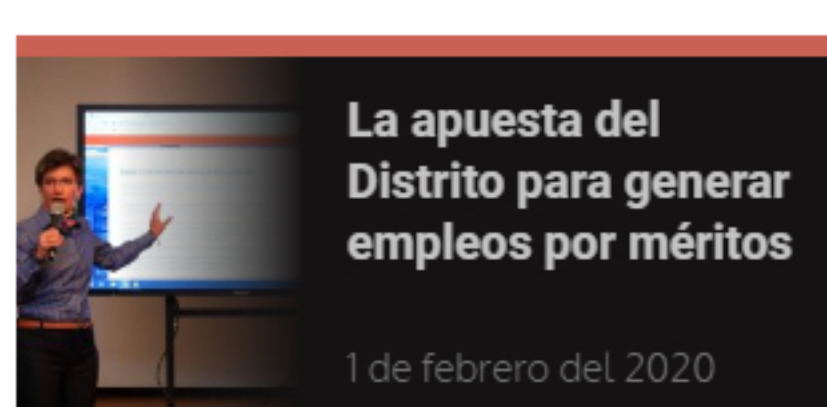 La apuesta del
Distrito para generar
empleos por méritos
1 de febrero del 2020